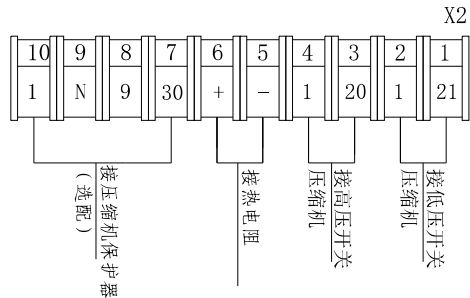 X2
10 9 8 7 6 5 4 3 2 1
1 N 9 30 + - 1 20 1 21
接压缩机保护器
(选配)
接热电阻
接高压开关
压缩机
接低压开关
压缩机